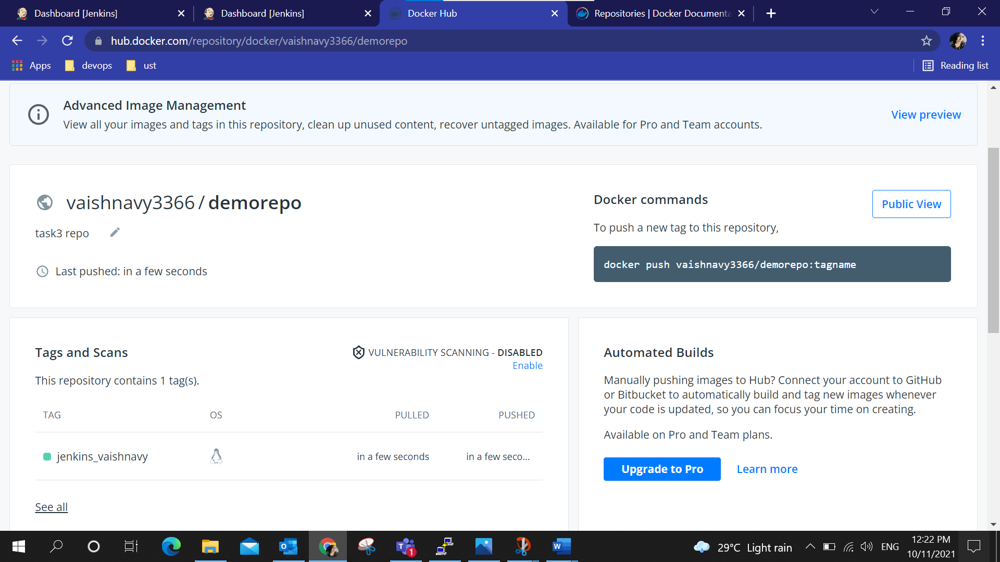 Dashboard [Jenkins]
Dashboard [Jenkins]
Docker Hub
Repositories | Docker Documenta
hub.docker.com/repository/docker/vaishnavy3366/demorepo
Apps
devops
ust
Reading list
Advanced Image Management
View all your images and tags in this repository, clean up unused content, recover untagged images. Available for Pro and Team accounts.
View preview
vaishnavy3366 / demorepo
task3 repo
Last pushed: in a few seconds
Docker commands
Public View
To push a new tag to this repository,
docker push vaishnavy3366/demorepo:tagname
Tags and Scans
VULNERABILITY SCANNING - DISABLED
Enable
This repository contains 1 tag(s).
TAG OS PULLED PUSHED
jenkins_vaishnavy in a few seconds in a few seco...
See all
Automated Builds
Manually pushing images to Hub? Connect your account to GitHub
or Bitbucket to automatically build and tag new images whenever
your code is updated, so you can focus your time on creating.
Available on Pro and Team plans.
Upgrade to Pro
Learn more
29°C Light rain
ENG
12:22 PM
10/11/2021
1